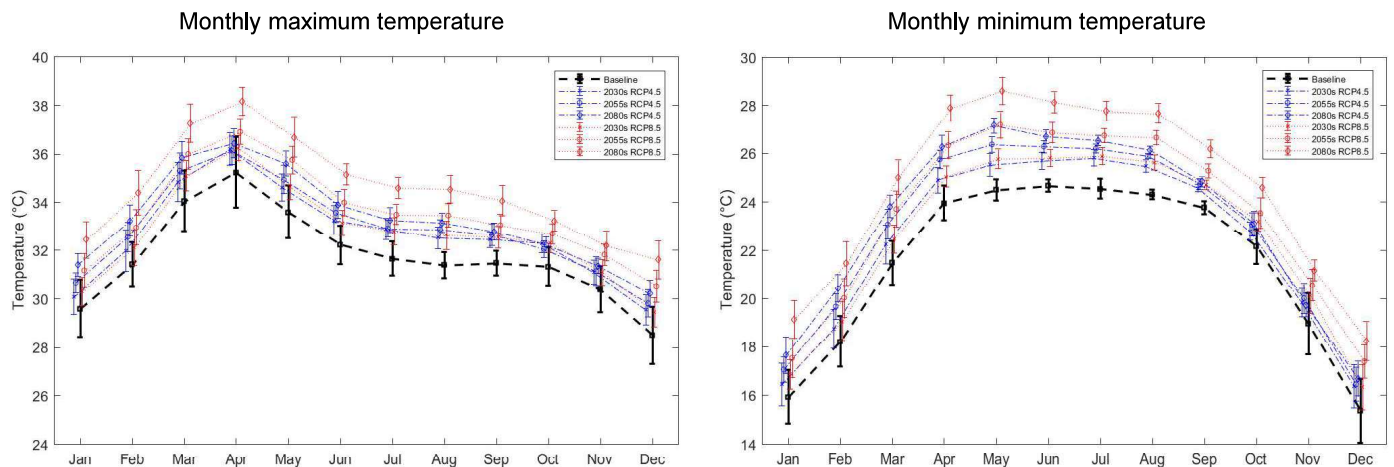 Monthly maximum temperature
40
38
36
34
32
30
28
26
24
Temperature (°C)
Jan Feb Mar Apr May Jun Jul Aug Sep Oct Nov Dec
Baseline
2030s RCP4.5
2055s RCP4.5
2080s RCP4.5
2030s RCP8.5
2055s RCP8.5
2080s RCP8.5
Monthly minimum temperature
30
28
26
24
22
20
18
16
14
Temperature (°C)
Jan Feb Mar Apr May Jun Jul Aug Sep Oct Nov Dec
Baseline
2030s RCP4.5
2055s RCP4.5
2080s RCP4.5
2030s RCP8.5
2055s RCP8.5
2080s RCP8.5